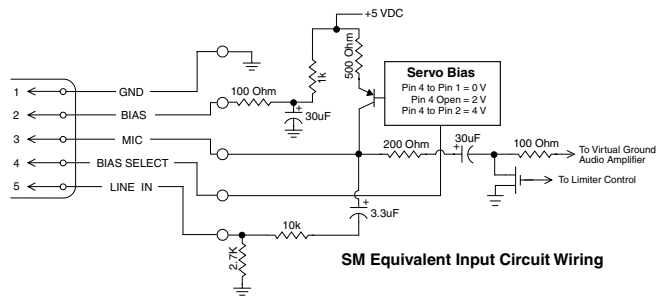 +5 VDC
500 Ohm
1k
Servo Bias
Pin 4 to Pin 1 = 0 V
Pin 4 Open = 2 V
Pin 4 to Pin 2 = 4 V
1 GND
2 BIAS
3 MIC
4 BIAS SELECT
5 LINE IN
100 Ohm
+
30uF
200 Ohm
30uF
+
100 Ohm
To Virtual Ground
Audio Amplifier
To Limiter Control
+
3.3uF
10k
2.7K
SM Equivalent Input Circuit Wiring